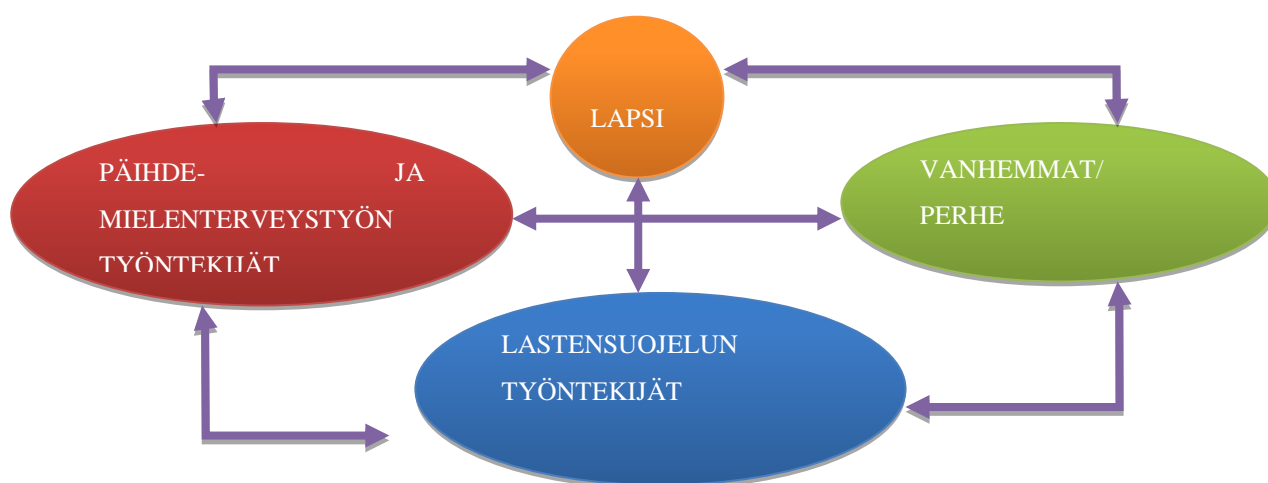 LAPSI
PÄIHDE- JA
MIELENTERVEYSTYÖN
TYÖNTEKIJÄT
VANHEMMAT/
PERHE
LASTENSUOJELUN
TYÖNTEKIJÄT